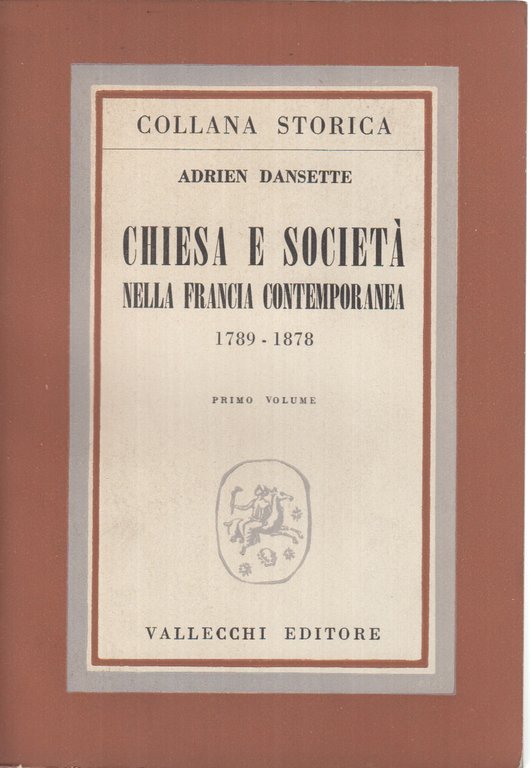 COLLANA STORICA
ADRIEN DANSETTE
CHIESA E SOCIETÀ
NELLA FRANCIA CONTEMPORANEA
1789-1878
PRIMO VOLUME
VALLECCHI EDITORE